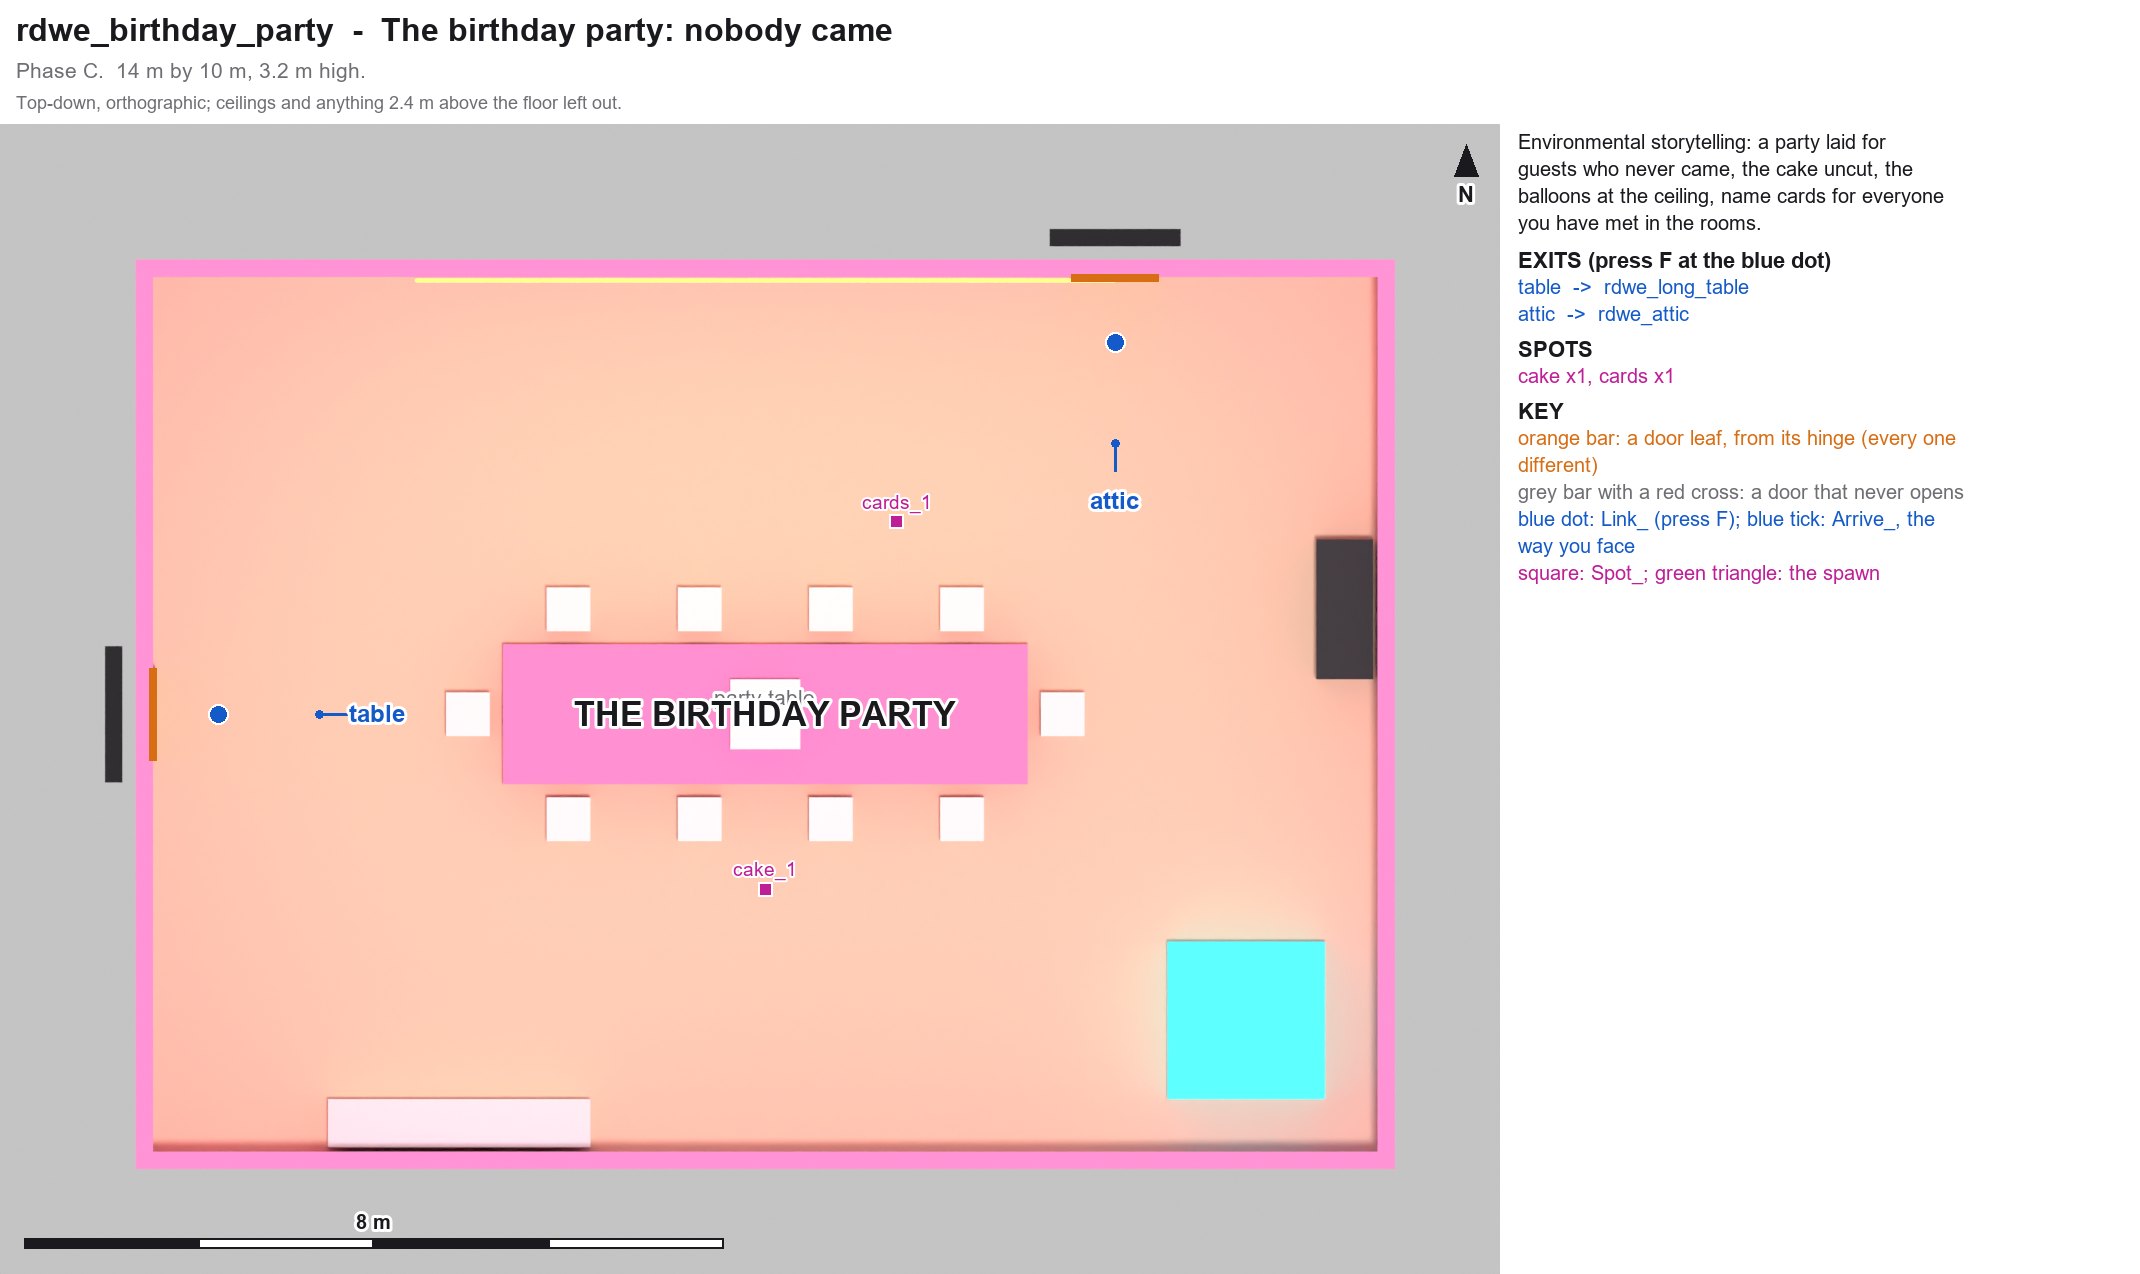 rdwe_birthday_party  -  The birthday party: nobody came
Phase C.  14 m by 10 m, 3.2 m high.
Top-down, orthographic; ceilings and anything 2.4 m above the floor left out.
N
attic
cards_1
table
party table
THE BIRTHDAY PARTY
cake_1
8 m
Environmental storytelling: a party laid for
guests who never came, the cake uncut, the
balloons at the ceiling, name cards for everyone
you have met in the rooms.
EXITS (press F at the blue dot)
table  ->  rdwe_long_table
attic  ->  rdwe_attic
SPOTS
cake x1, cards x1
KEY
orange bar: a door leaf, from its hinge (every one
different)
grey bar with a red cross: a door that never opens
blue dot: Link_ (press F); blue tick: Arrive_, the
way you face
square: Spot_; green triangle: the spawn